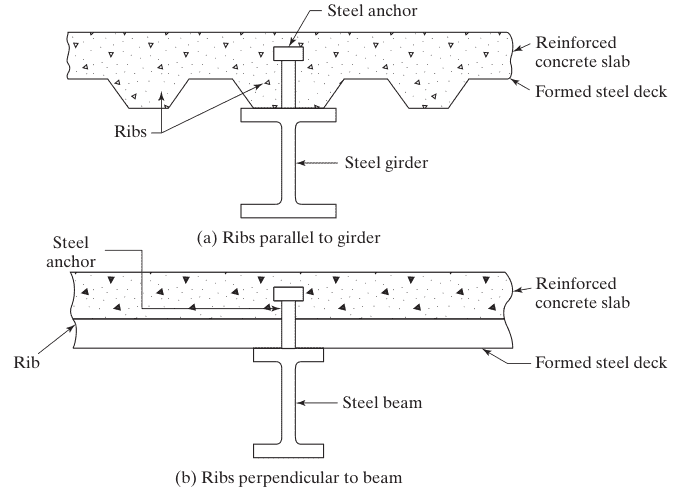 Steel anchor
Reinforced
concrete slab
Formed steel deck
Ribs
Steel girder
(a) Ribs parallel to girder
Steel
anchor
Reinforced
concrete slab
Rib
Formed steel deck
Steel beam
(b) Ribs perpendicular to beam